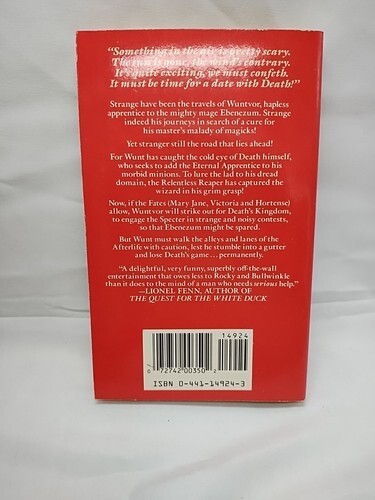 "Something in the air is pretty scary.
The sun is gone, the wind's contrary.
It's quite exciting, we must confeth.
It must be time for a date with Death!"
Strange have been the travels of Wuntvor, hapless
apprentice to the mighty mage Ebenezum. Strange
indeed his journeys in search of a cure for
his master's malady of magicks!
Yet stranger still the road that lies ahead!
For Wunt has caught the cold eye of Death himself,
who seeks to add the Eternal Apprentice to his
morbid minions. To lure the lad to his dread
domain, the Relentless Reaper has captured the
wizard in his grim grasp!
Now, if the Fates (Mary Jane, Victoria and Hortense)
allow, Wuntvor will strike out for Death's Kingdom,
to engage the Specter in strange and noisy contests,
so that Ebenezum might be spared.
But Wunt must walk the alleys and lanes of the
Afterlife with caution, lest he stumble into a gutter
and lose Death's game ... permanently.
"A delightful, very funny, superbly off-the-wall
entertainment that owes less to Rocky and Bullwinkle
than it does to the mind of a man who needs serious help."
—LIONEL FENN, AUTHOR OF
THE QUEST FOR THE WHITE DUCK
14924
0 72742 00350 2
ISBN 0-441-14924-3